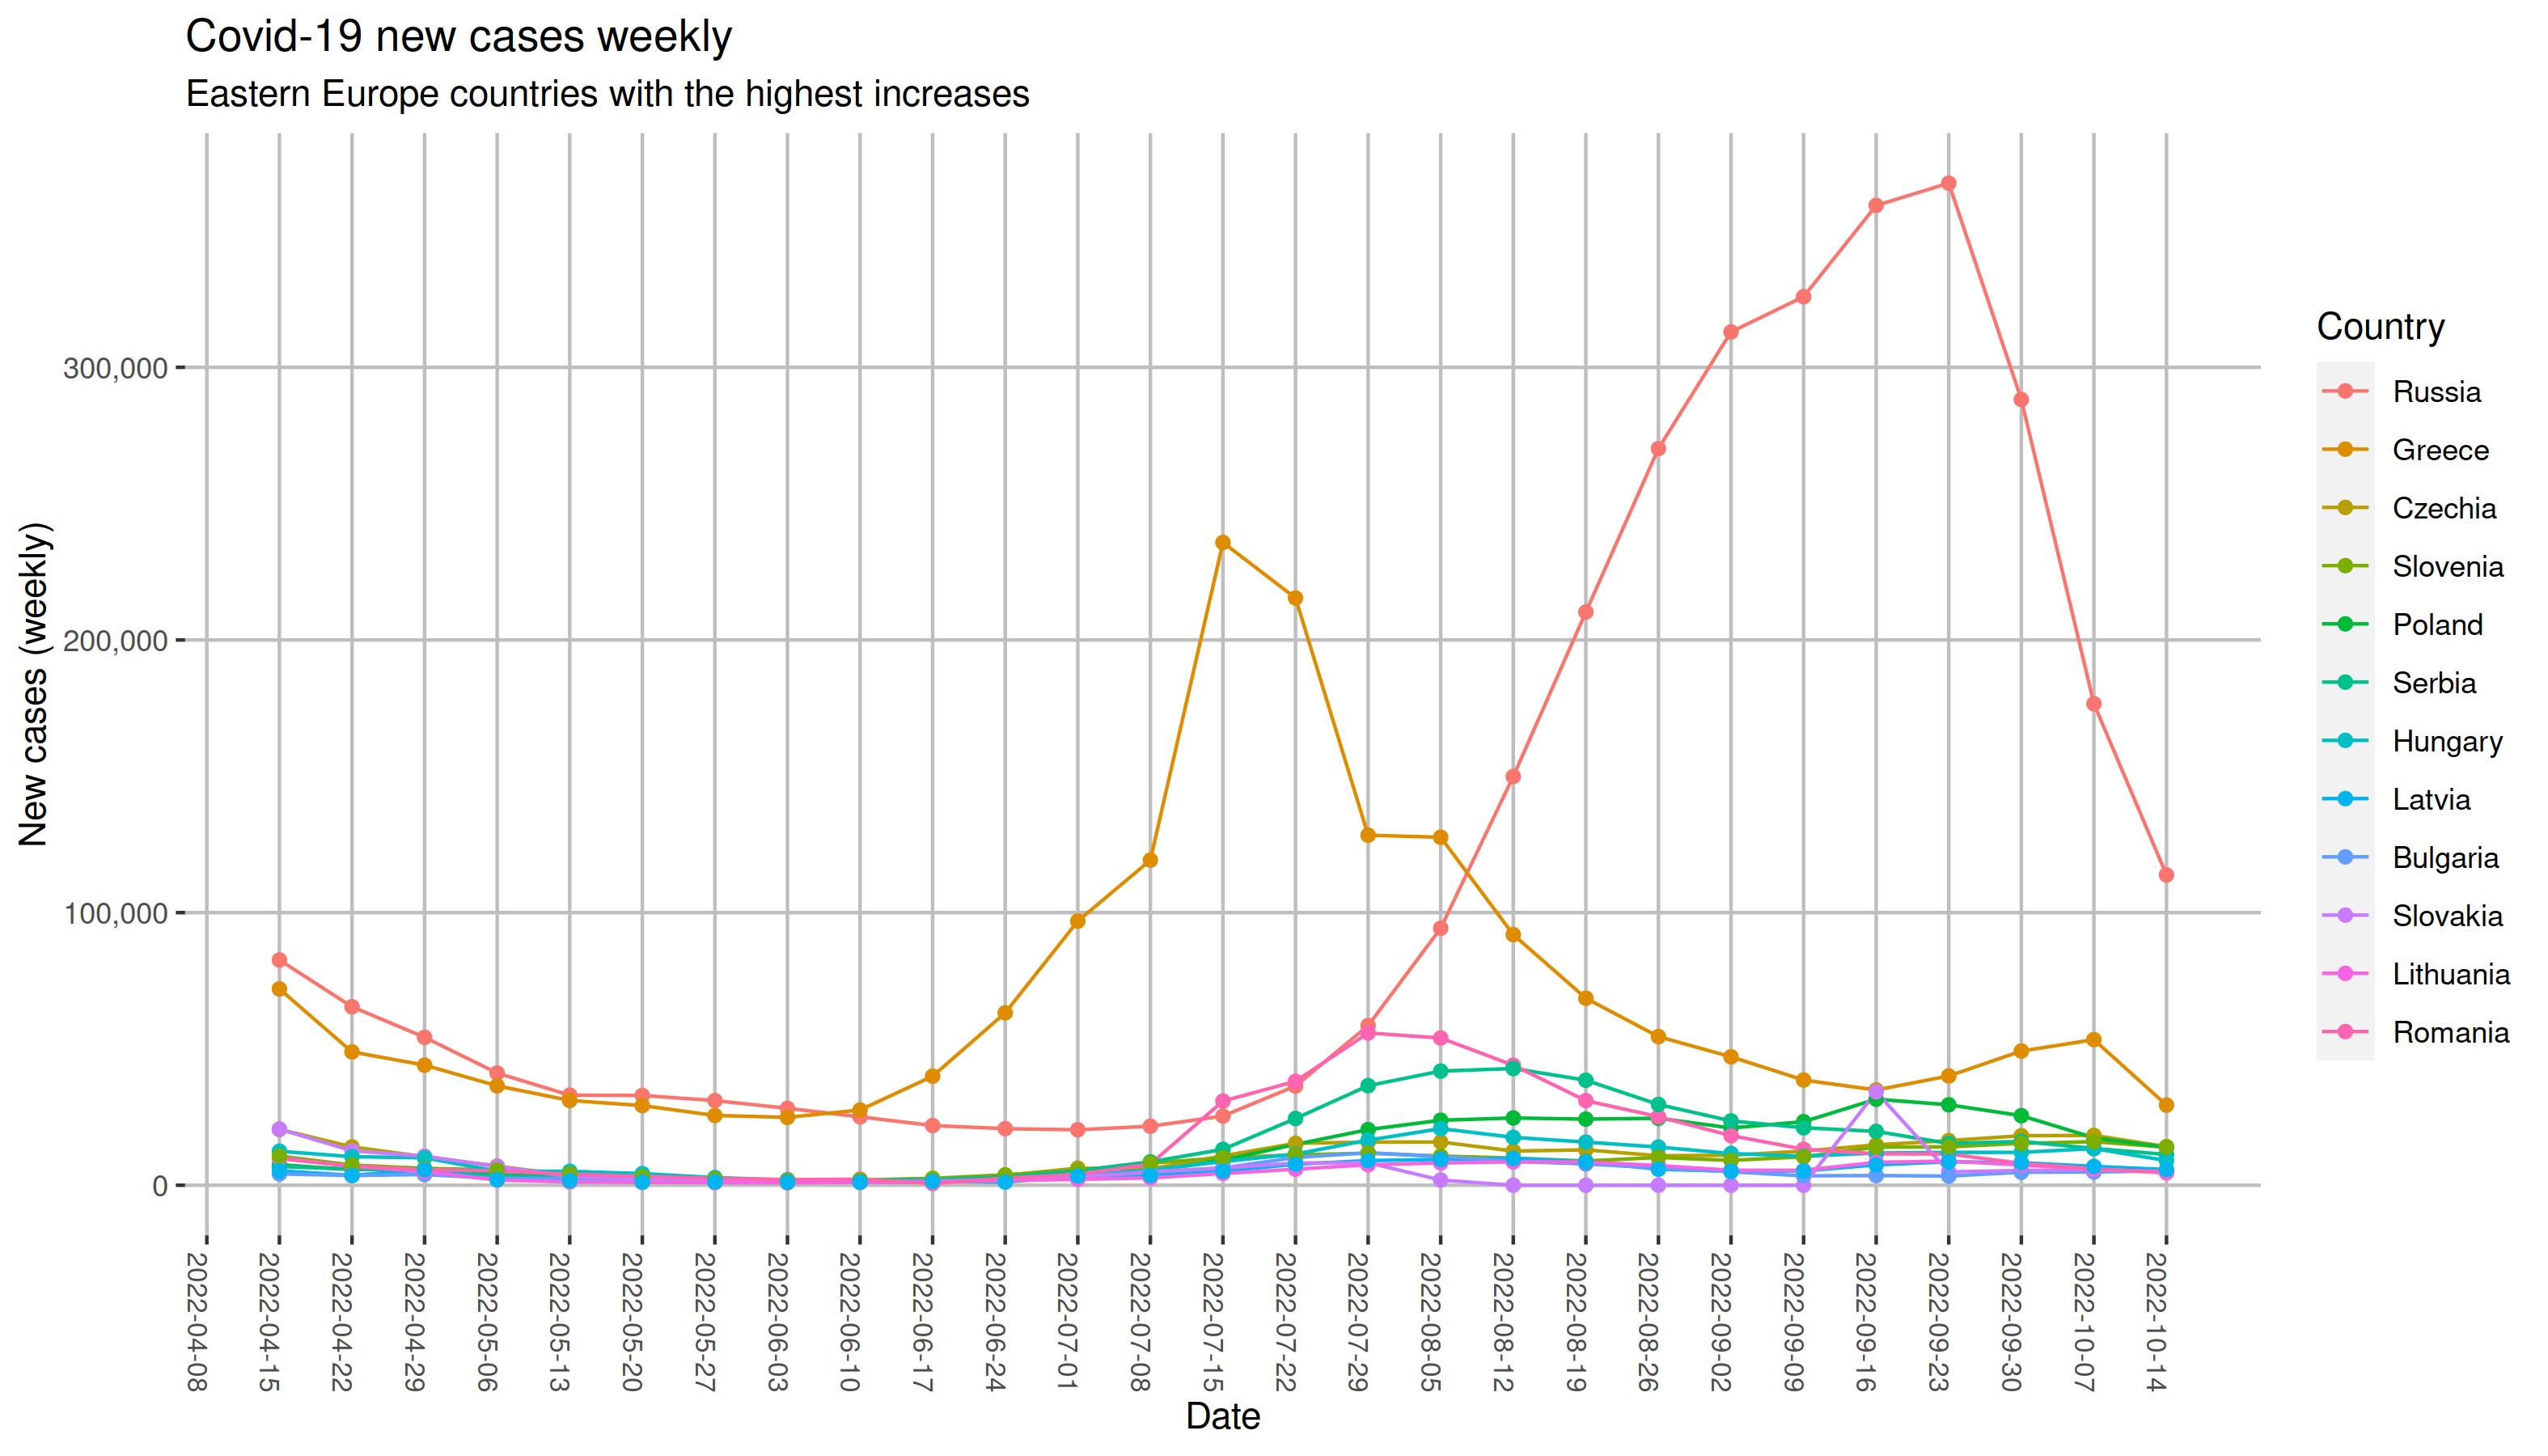 Covid-19 new cases weekly
Eastern Europe countries with the highest increases
New cases (weekly)
300,000
200,000
100,000
0
2022-04-08
2022-04-15
2022-04-22
2022-04-29
2022-05-06
2022-05-13
2022-05-20
2022-05-27
2022-06-03
2022-06-10
2022-06-17
2022-06-24
2022-07-01
2022-07-08
2022-07-15
2022-07-22
2022-07-29
2022-08-05
2022-08-12
2022-08-19
2022-08-26
2022-09-02
2022-09-09
2022-09-16
2022-09-23
2022-09-30
2022-10-07
2022-10-14
Date
Country
Russia
Greece
Czechia
Slovenia
Poland
Serbia
Hungary
Latvia
Bulgaria
Slovakia
Lithuania
Romania